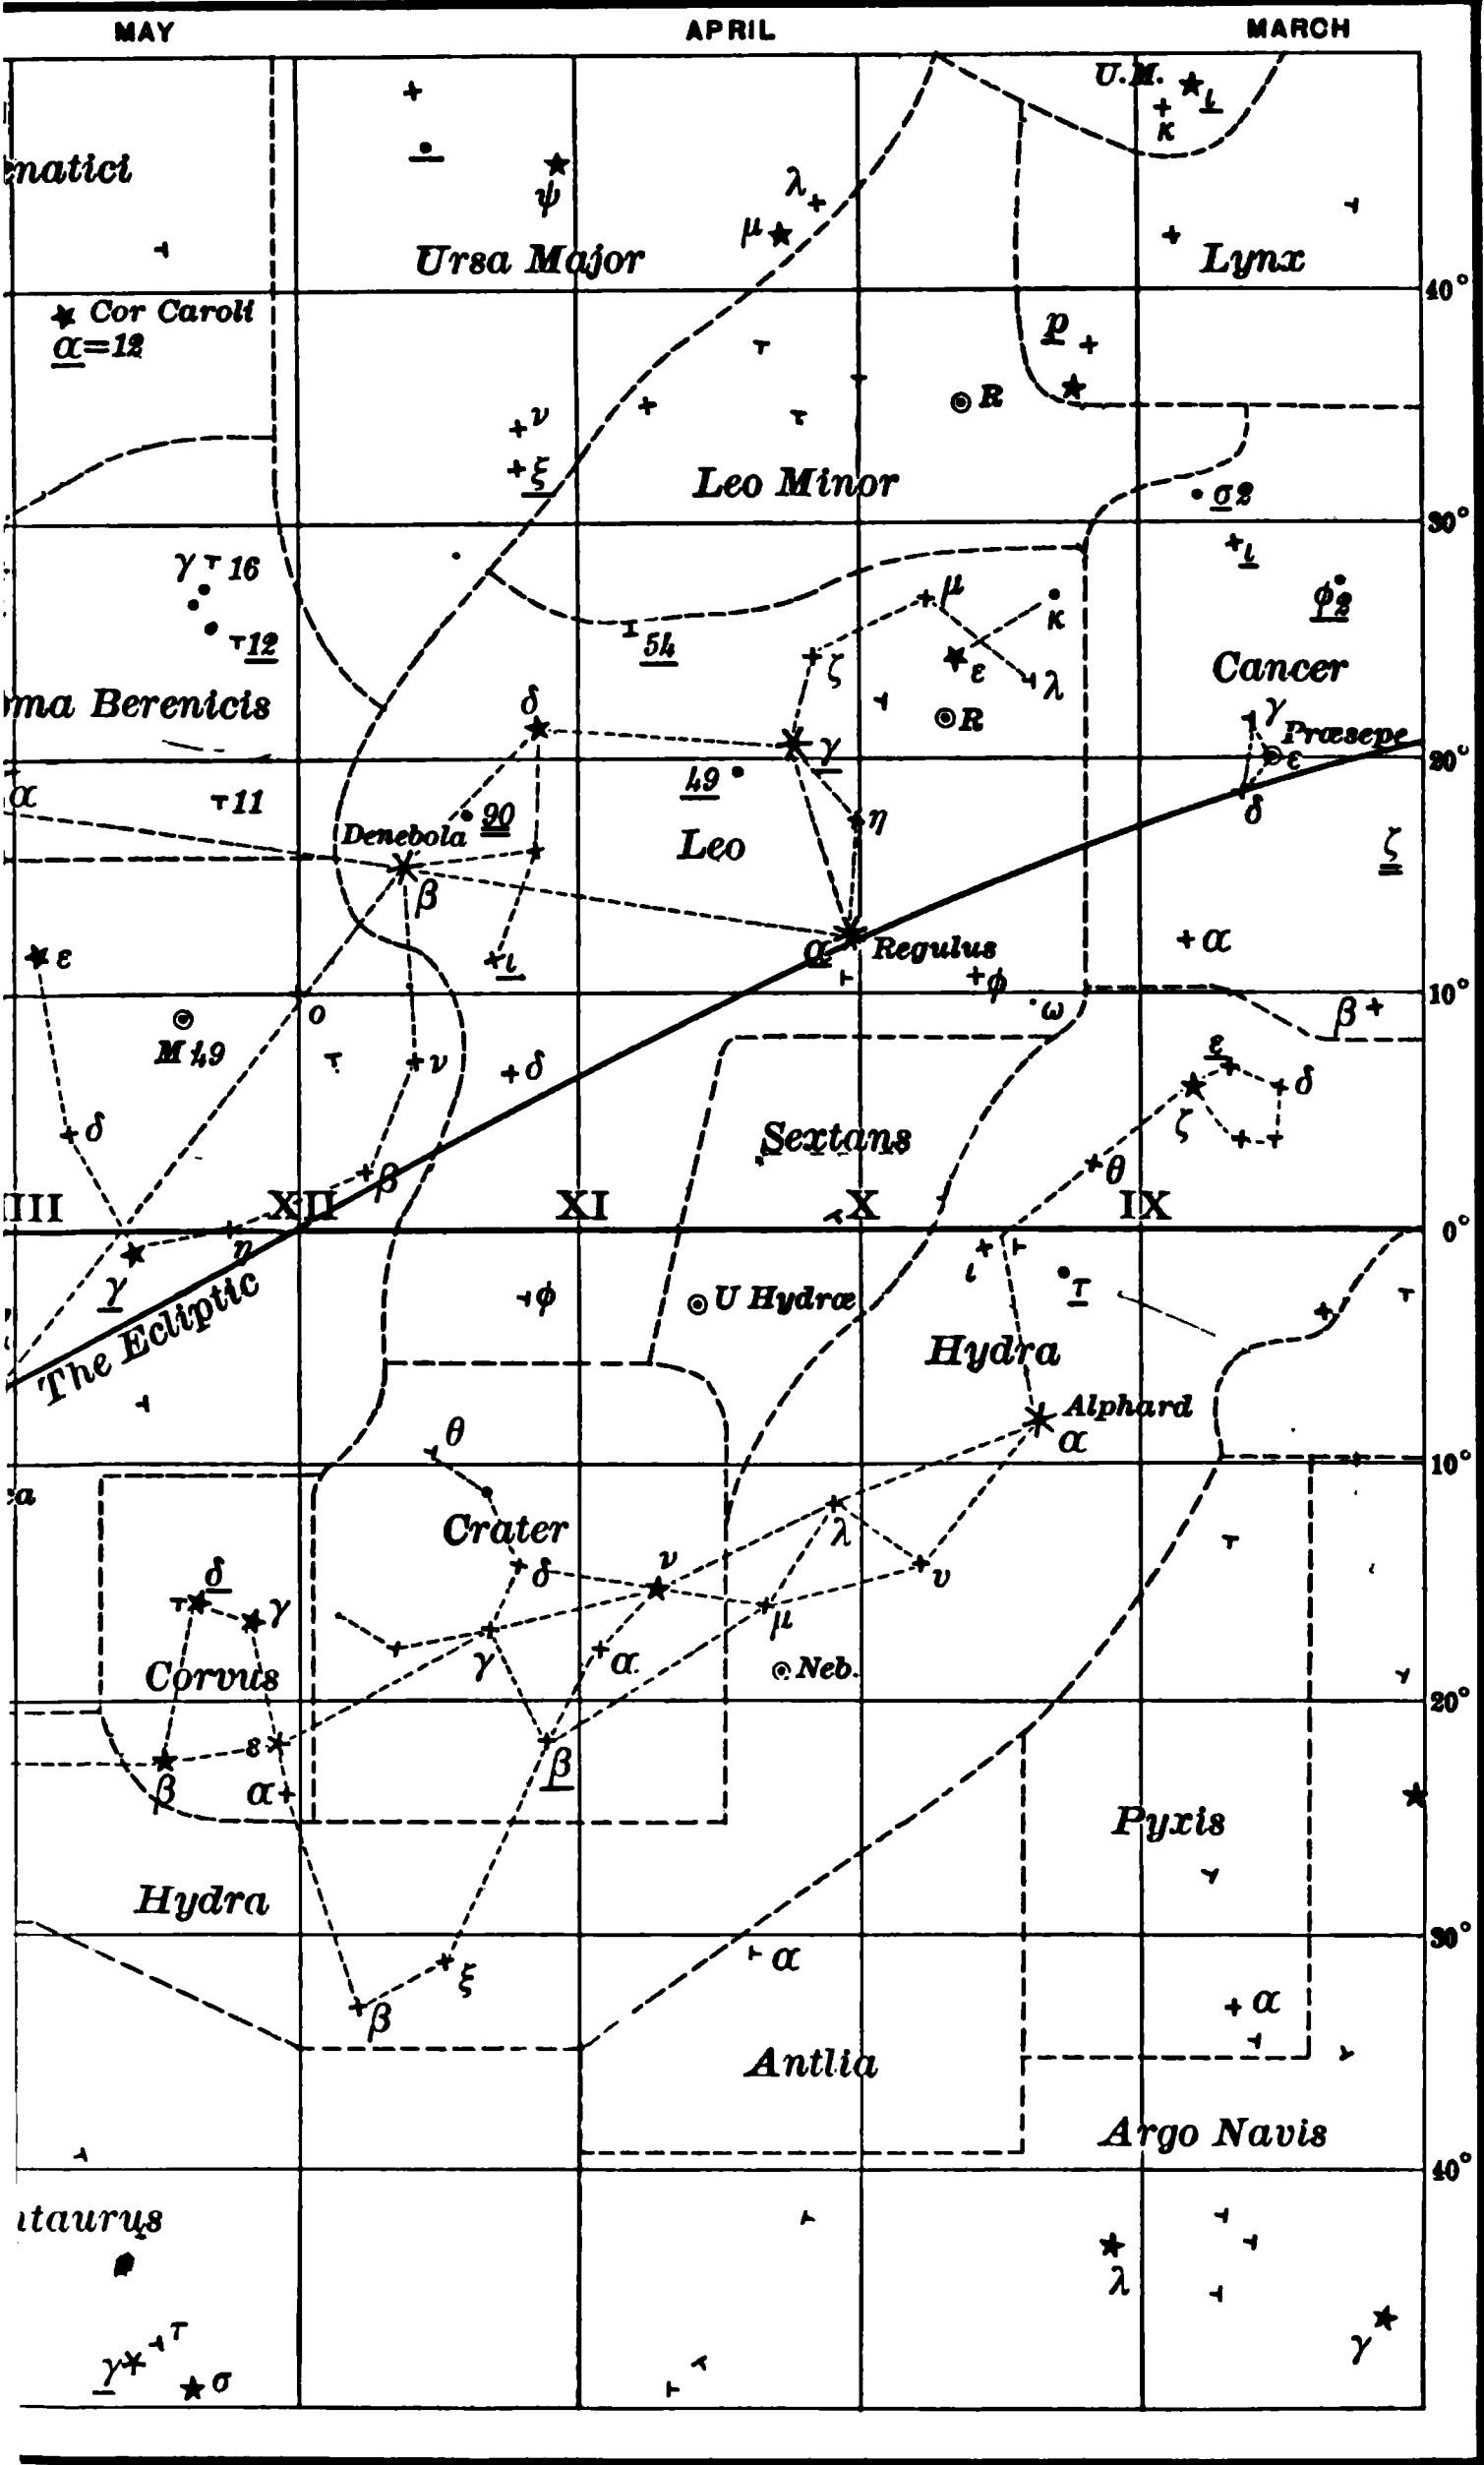 MAY APRIL MARCH
U.M.
ι
κ
natici
ψ
λ
μ
Ursa Major
Lynx
40°
Cor Caroli
α=12
p
R
ν
ξ
Leo Minor
σ2
30°
ι
γ 16
μ
κ
φ2
12
54
ζ
ε
λ
Cancer
ma Berenicis
δ
R
γ
Præsepe
γ
ε
20°
49
α
11
δ
90
η
Denebola
Leo
ζ
β
α
Regulus
α
ε
φ
10°
ω
β
o
M 49
ν
δ
ε
δ
δ
Sextans
ζ
θ
β
III XII XI X IX
0°
η
ι
γ
τ
The Ecliptic
φ
U Hydræ
Hydra
Alphard
α
θ
10°
a
Crater
λ
δ
δ
ν
υ
γ
μ
γ
α
Neb.
Corvus
20°
ε
β
β
α
Pyxis
Hydra
30°
α
ξ
β
α
Antlia
Argo Navis
40°
taurus
λ
τ
γ
γ
σ